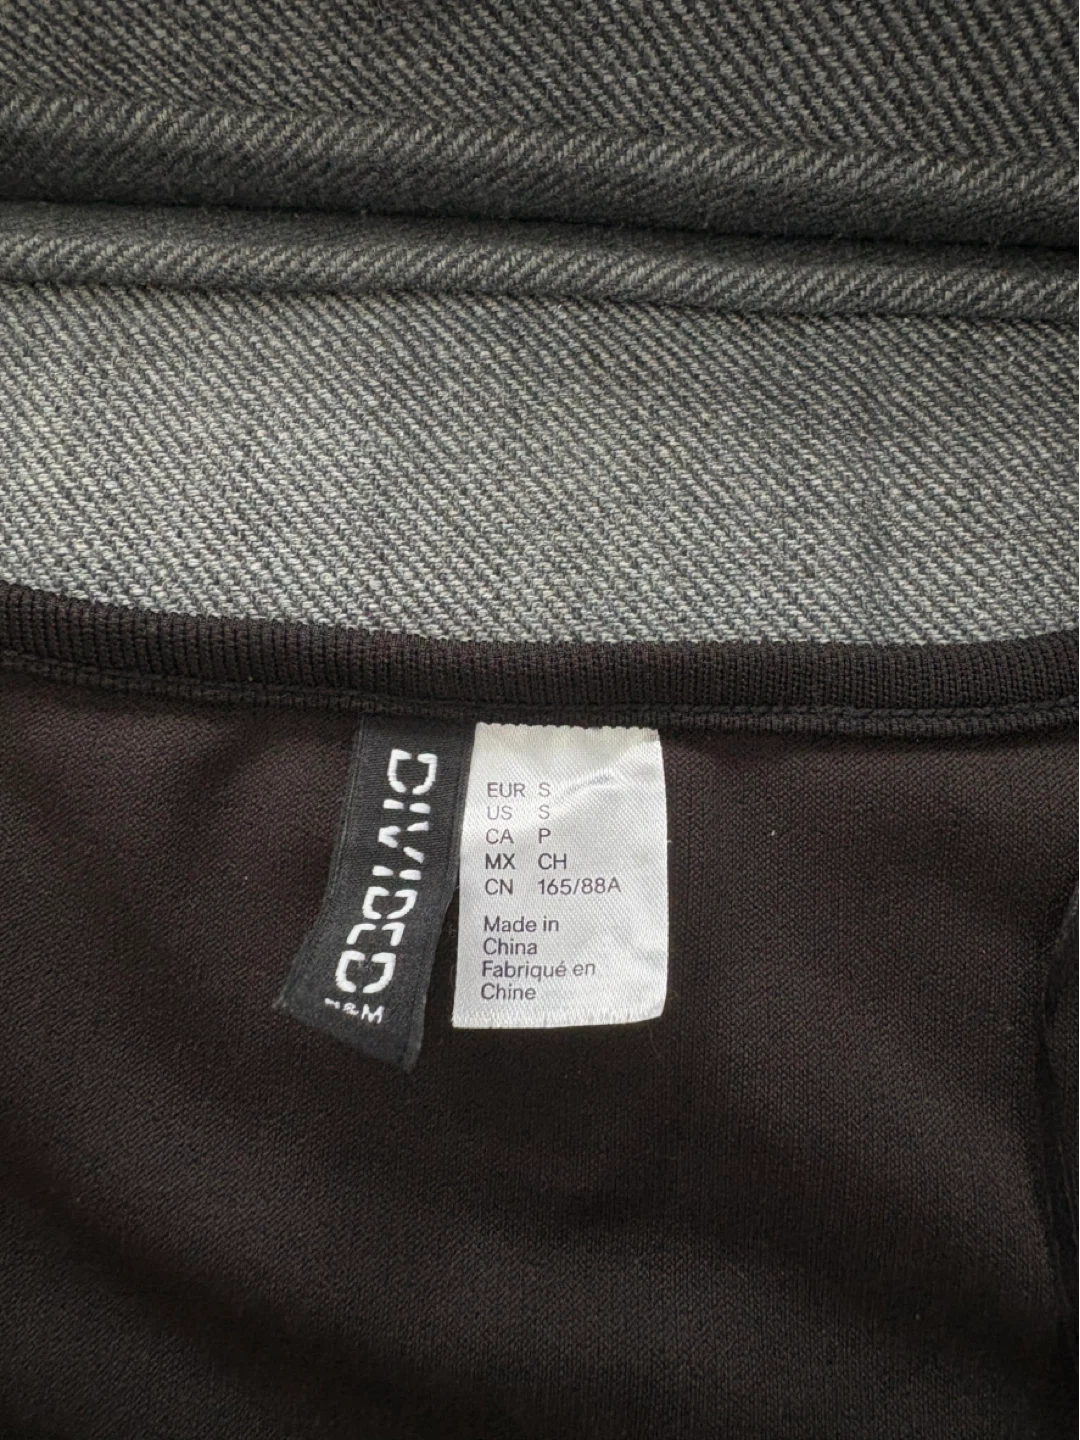 DIVIDED
H&M
EUR S
US S
CA P
MX CH
CN 165/88A
Made in
China
Fabriqué en
Chine